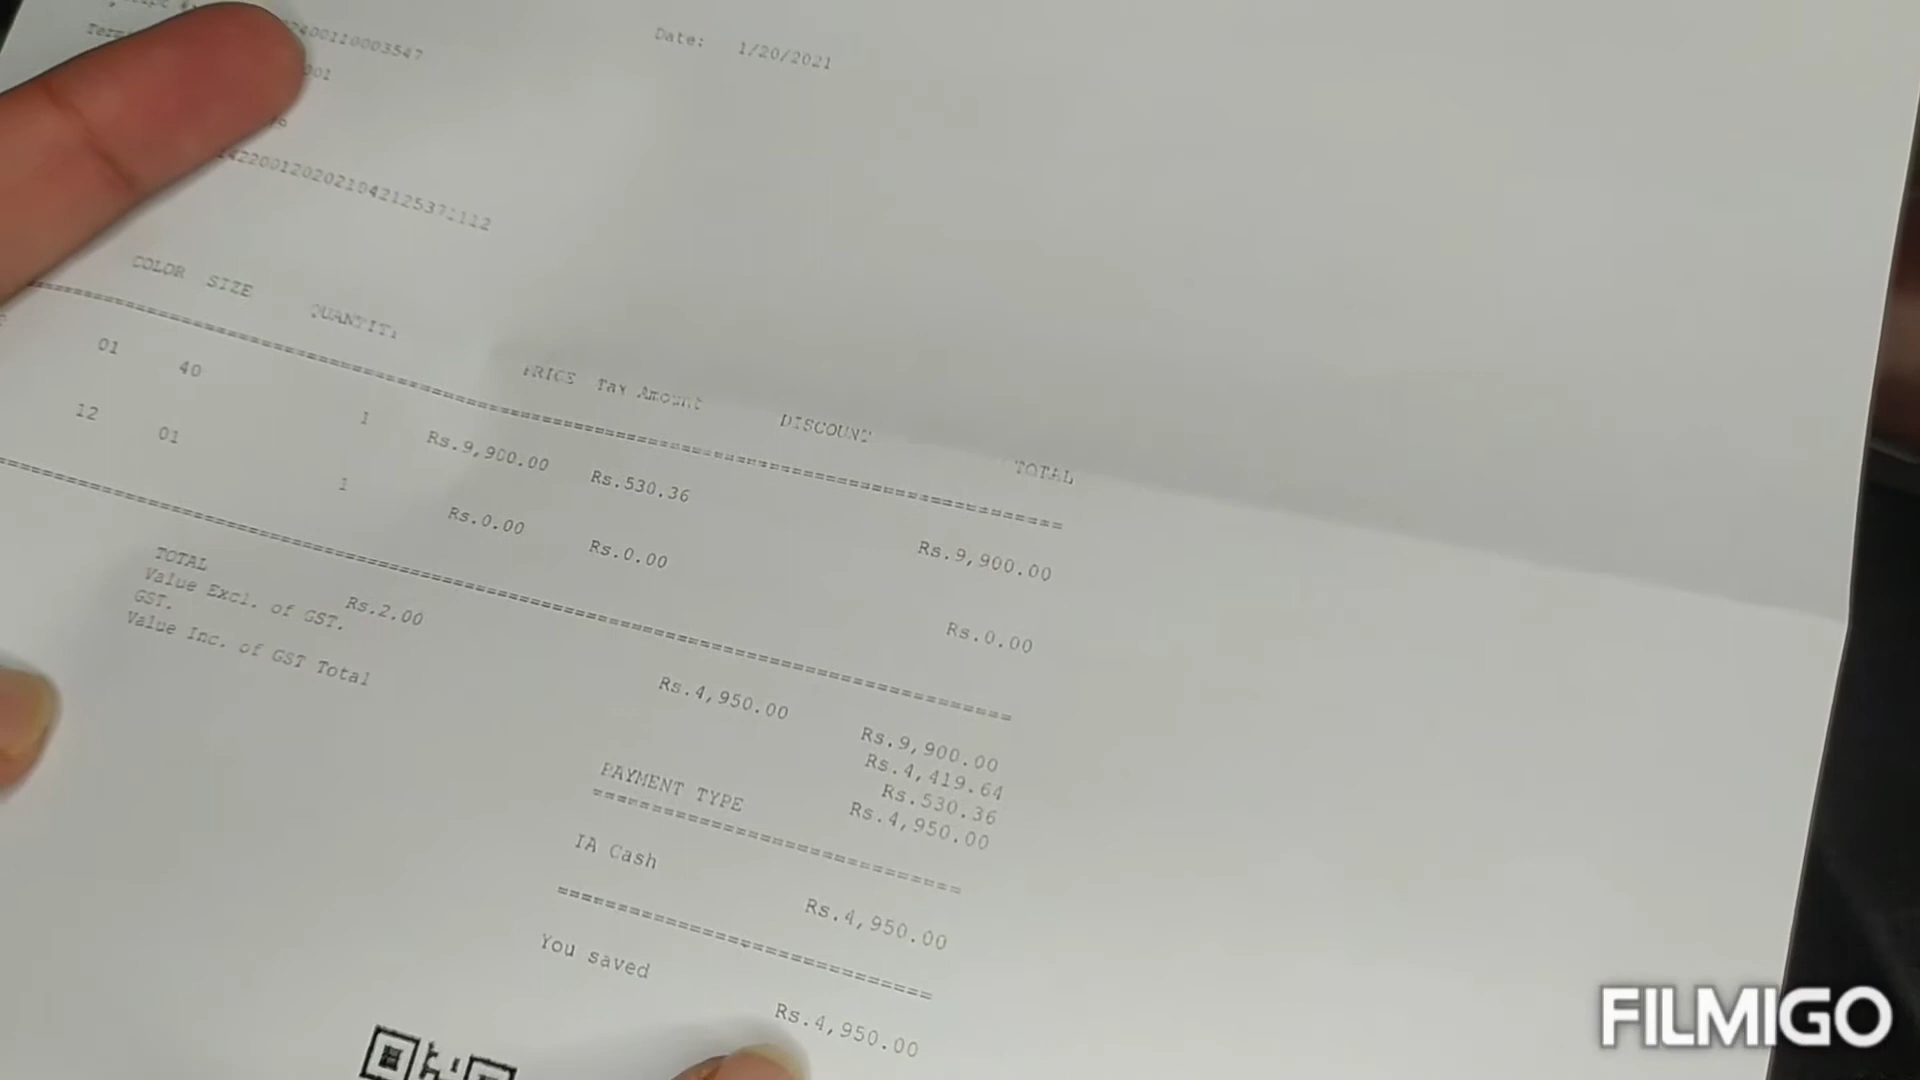 400110003547
Date: 1/20/2021
001
42200120202104212537
COLOR SIZE QUANTITY PRICE Tax Amount DISCOUNT TOTAL
01 40 1 Rs.9,900.00 Rs.530.36 Rs.9,900.00
12 01 1 Rs.0.00 Rs.0.00 Rs.0.00
TOTAL Rs.2.00 Rs.4,950.00 Rs.9,900.00
Value Excl. of GST. Rs.4,419.64
GST. Rs.530.36
Value Inc. of GST Total Rs.4,950.00
PAYMENT TYPE
IA Cash Rs.4,950.00
You saved Rs.4,950.00
FILMIGO